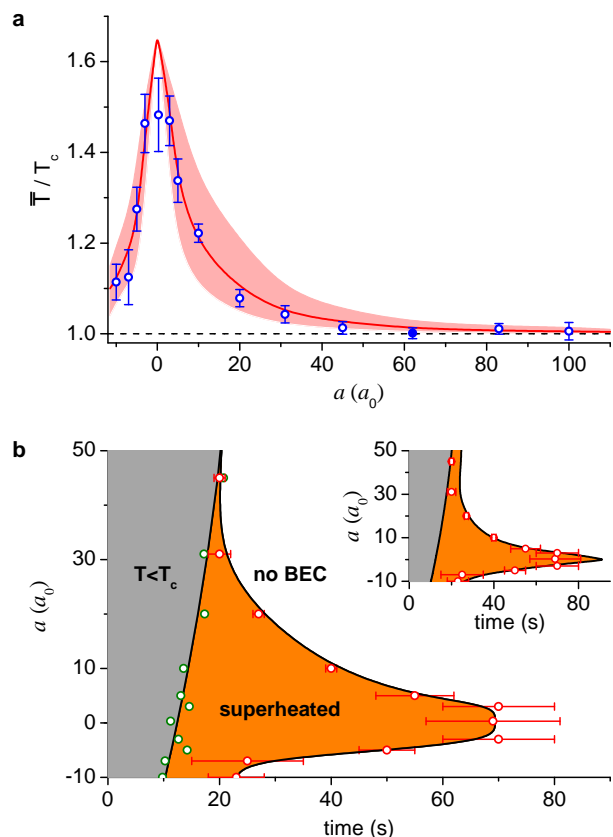 a
1.6
1.4
1.2
1.0
T̿ / T_c
0 20 40 60 80 100
a (a_0)
b
50
30
10
0
-10
a (a_0)
T<T_c
no BEC
superheated
0 20 40 60 80
time (s)
50
30
10
-10
a (a_0)
0 40 80
time (s)